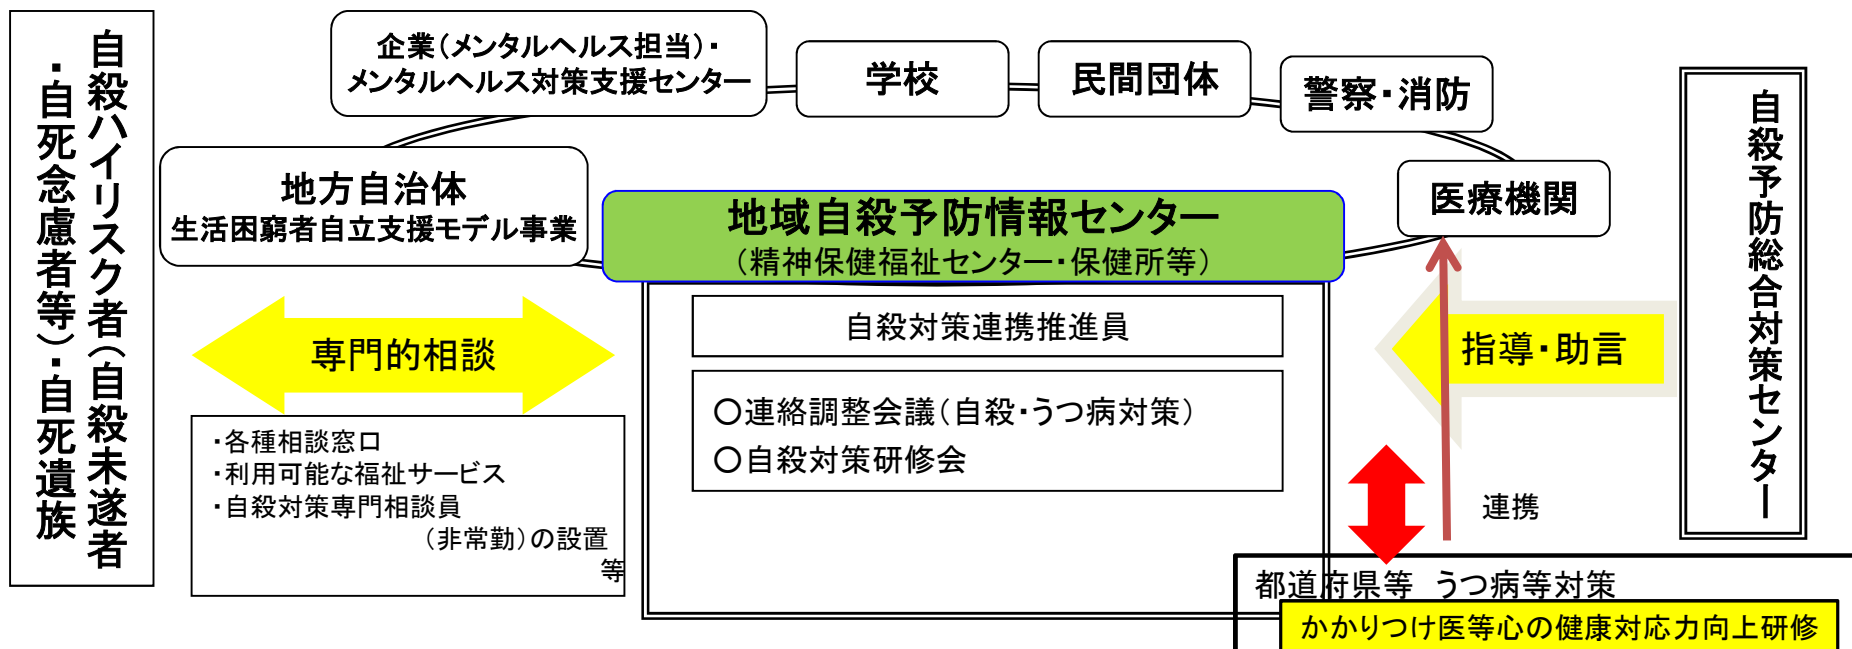 自殺ハイリスク者（自殺未遂者
・自死念慮者等）・自死遺族
企業（メンタルヘルス担当）・
メンタルヘルス対策支援センター
学校
民間団体
警察・消防
医療機関
地方自治体
生活困窮者自立支援モデル事業
地域自殺予防情報センター
（精神保健福祉センター・保健所等）
自殺対策連携推進員
○連絡調整会議（自殺・うつ病対策）
○自殺対策研修会
専門的相談
・各種相談窓口
・利用可能な福祉サービス
・自殺対策専門相談員
（非常勤）の設置
等
指導・助言
自殺予防総合対策センター
連携
都道府県等　うつ病等対策
かかりつけ医等心の健康対応力向上研修